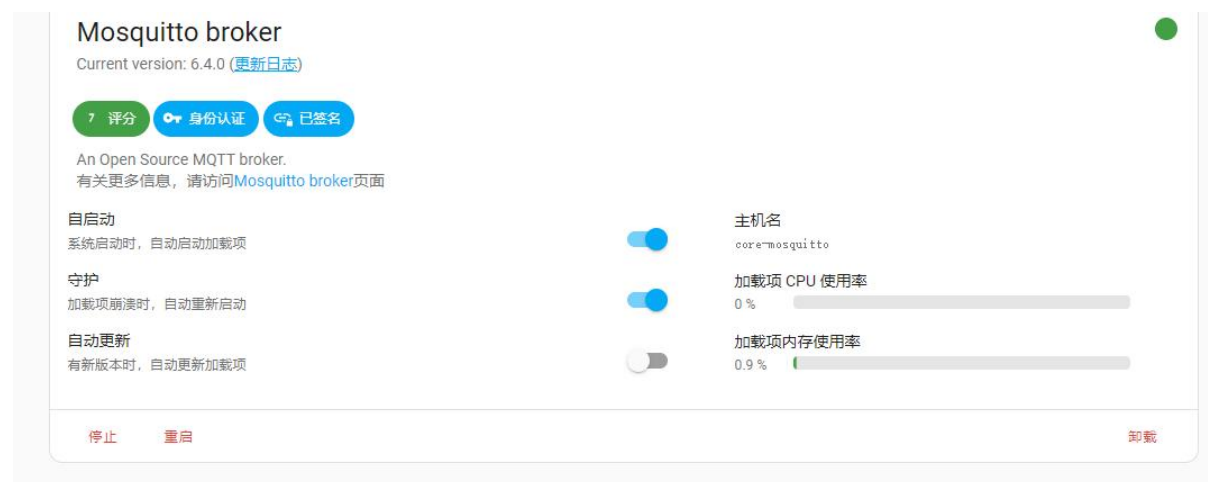 Mosquitto broker
Current version: 6.4.0 (更新日志)
7 评分 身份认证 已签名
An Open Source MQTT broker.
有关更多信息，请访问Mosquitto broker页面
自启动
系统启动时，自动启动加载项
主机名
core-mosquitto
守护
加载项崩溃时，自动重新启动
加载项 CPU 使用率
0 %
自动更新
有新版本时，自动更新加载项
加载项内存使用率
0.9 %
停止 重启 卸载